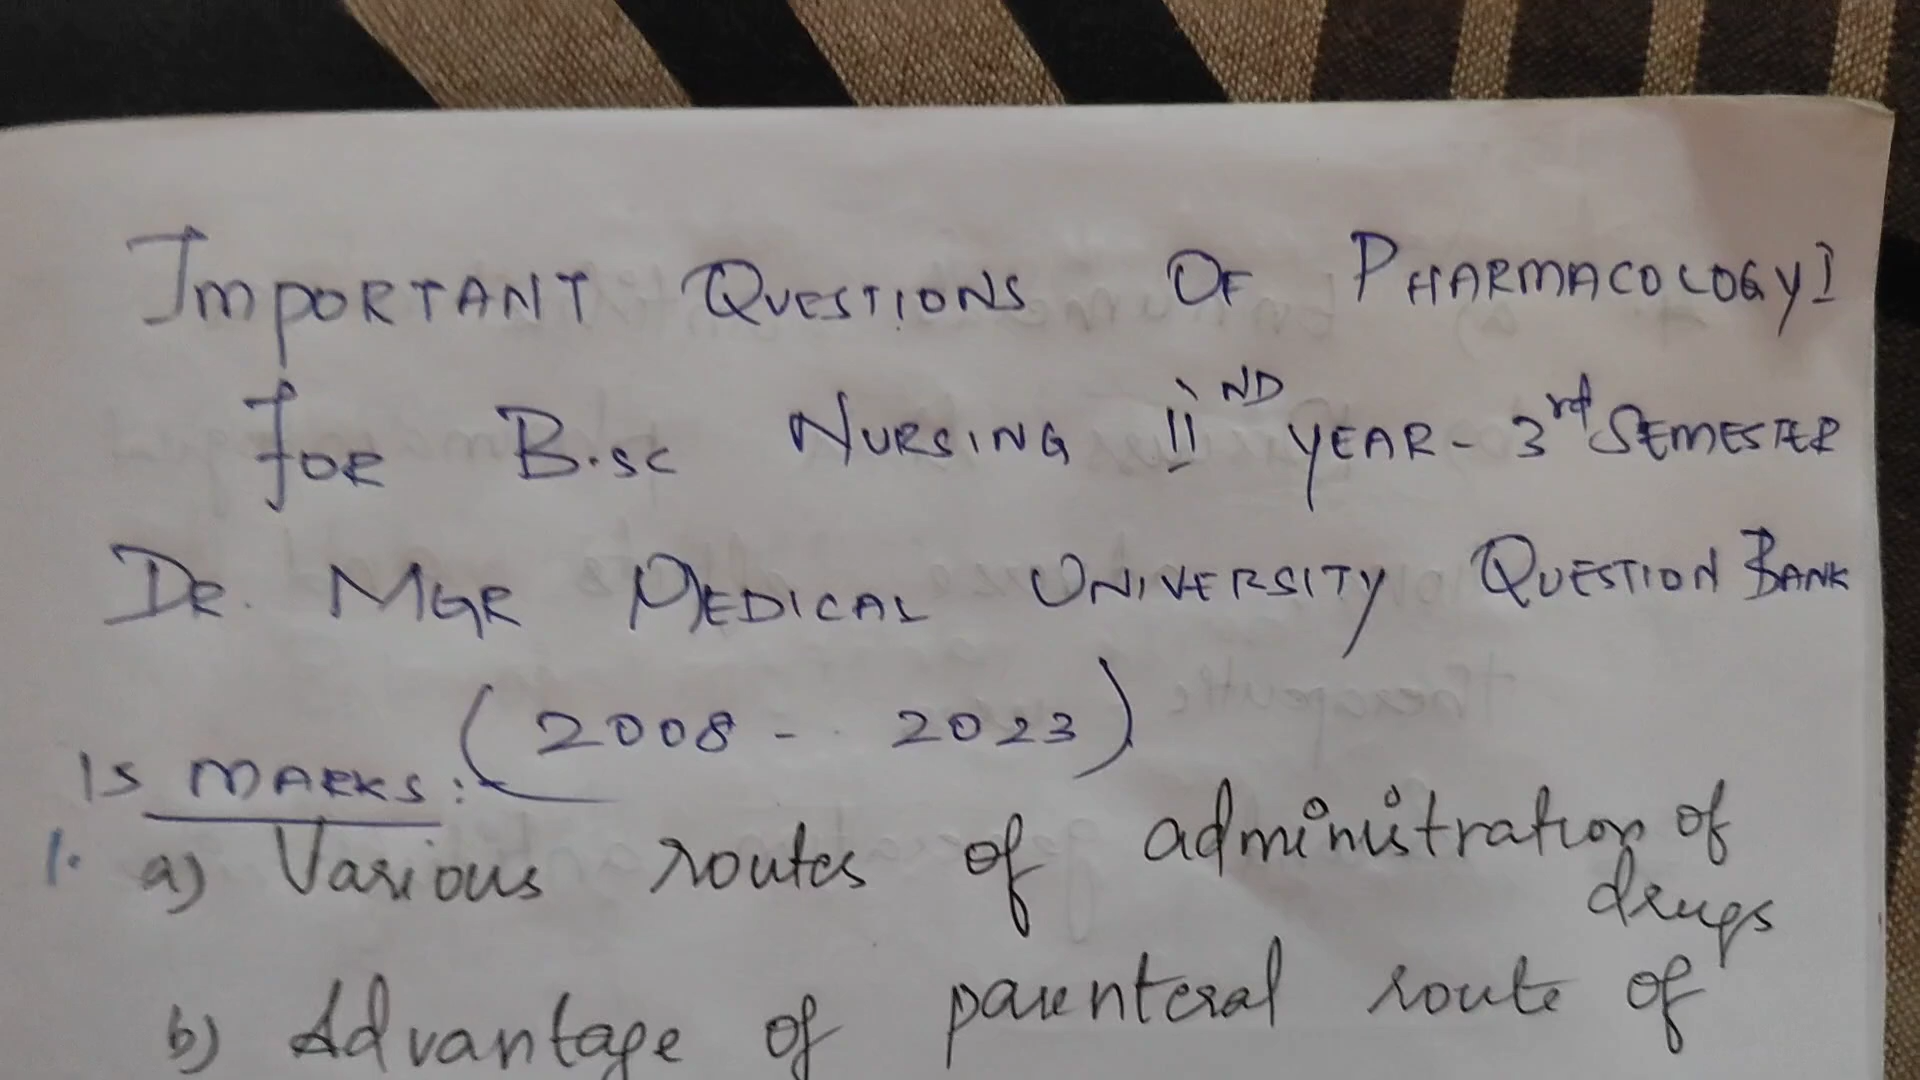 IMPORTANT QUESTIONS OF PHARMACOLOGY I
FOR B.SC NURSING II ND YEAR - 3rd SEMESTER
DR. MGR MEDICAL UNIVERSITY QUESTION BANK
(2008 - 2023)
15 MARKS:
1. a) Various routes of administration of
drugs
b) Advantage of parenteral route of